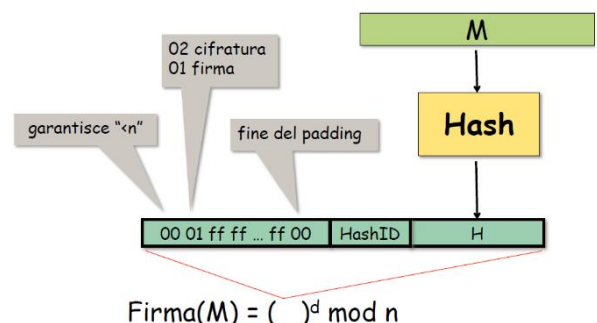 02 cifratura
01 firma
M
garantisce "<n"
fine del padding
Hash
00 01 ff ff ... ff 00
HashID
H
Firma(M) = (    )ᵈ mod n